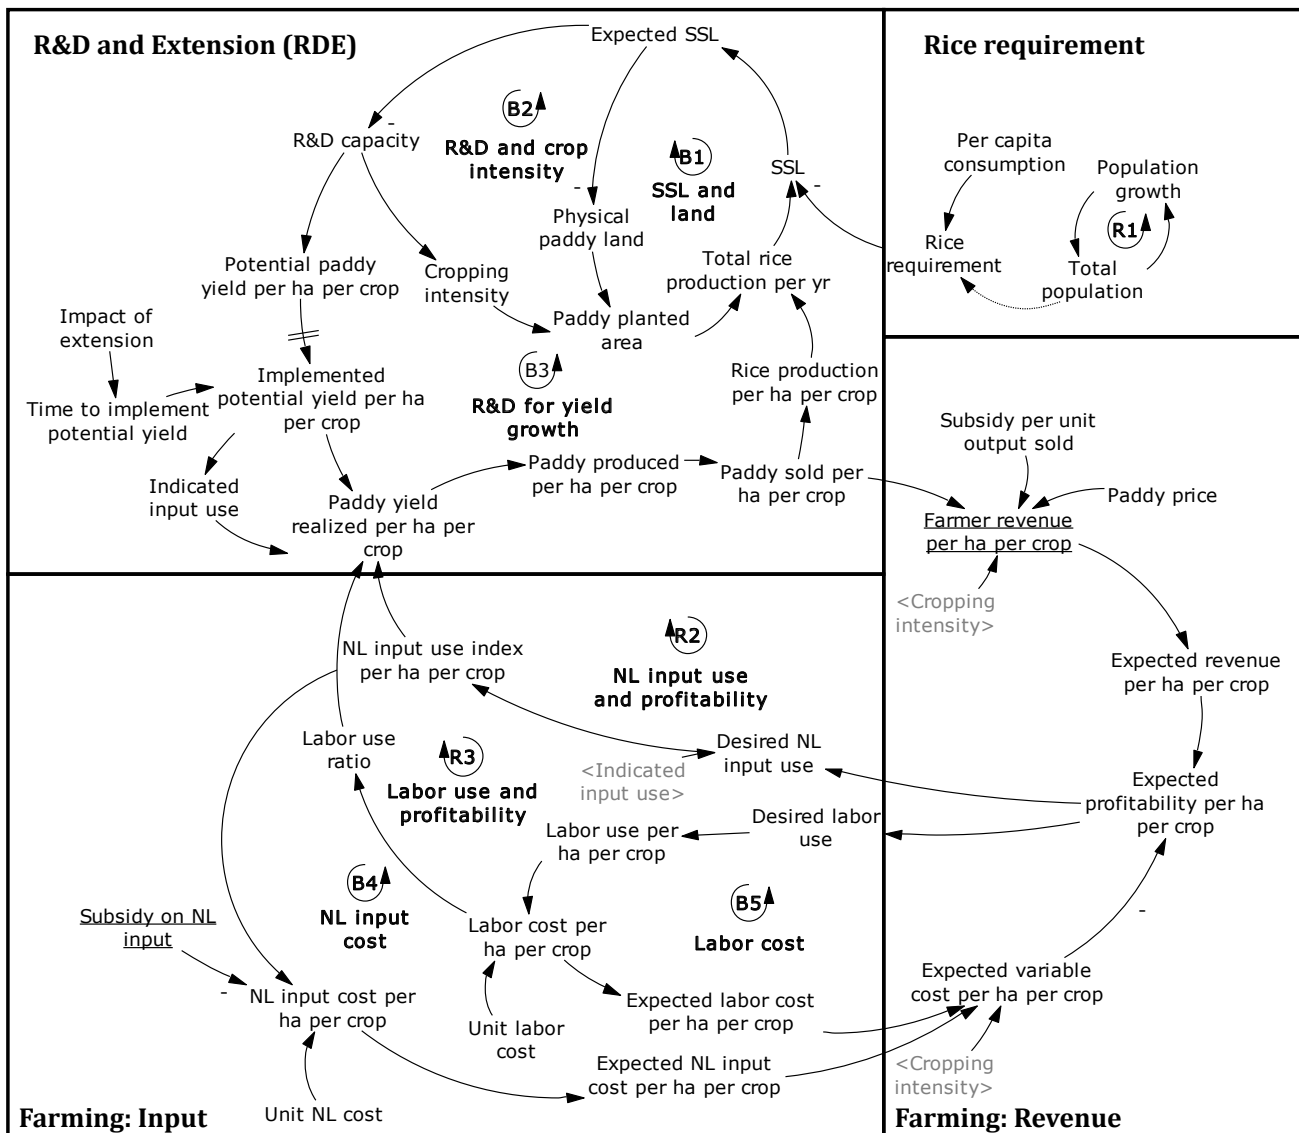 R&D and Extension (RDE)
Expected SSL
B2
R&D capacity
-
R&D and crop
intensity
B1
SSL and
land
SSL
-
-
Physical
paddy land
Potential paddy
yield per ha per crop
Cropping
intensity
Total rice
production per yr
Impact of
extension
Paddy planted
area
B3
R&D for yield
growth
Implemented
potential yield per ha
per crop
Time to implement
potential yield
Rice production
per ha per crop
Indicated
input use
Paddy yield
realized per ha per
crop
Paddy produced
per ha per crop
Paddy sold per
ha per crop
Rice requirement
Per capita
consumption
Population
growth
R1
Rice
requirement
Total
population
Subsidy per unit
output sold
Paddy price
Farmer revenue
per ha per crop
<Cropping
intensity>
Expected revenue
per ha per crop
Expected
profitability per ha
per crop
-
Expected variable
cost per ha per crop
<Cropping
intensity>
Farming: Revenue
NL input use index
per ha per crop
R2
NL input use
and profitability
Labor use
ratio
R3
Labor use and
profitability
Desired NL
input use
<Indicated
input use>
Labor use per
ha per crop
Desired labor
use
B4
NL input
cost
B5
Labor cost
Subsidy on NL
input
-
Labor cost per
ha per crop
NL input cost per
ha per crop
Expected labor cost
per ha per crop
Unit labor
cost
Expected NL input
cost per ha per crop
Unit NL cost
Farming: Input